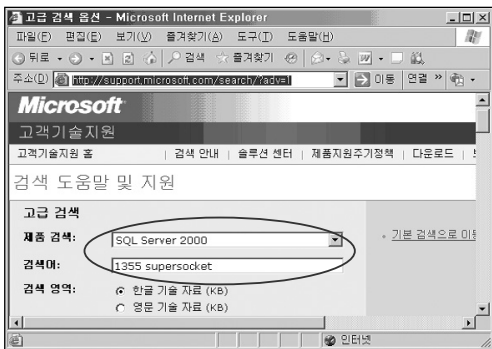 고급 검색 옵션 - Microsoft Internet Explorer
파일(F) 편집(E) 보기(V) 즐겨찾기(A) 도구(T) 도움말(H)
뒤로 검색 즐겨찾기
주소(D) http://support.microsoft.com/search/?adv=1 이동 연결 »
Microsoft
고객기술지원
고객기술지원 홈 | 검색 안내 | 솔루션 센터 | 제품지원주기정책 | 다운로드 |
검색 도움말 및 지원
고급 검색
제품 검색: SQL Server 2000
기본 검색으로 이동
검색어: 1355 supersocket
검색 영역: 한글 기술 자료 (KB)
영문 기술 자료 (KB)
인터넷